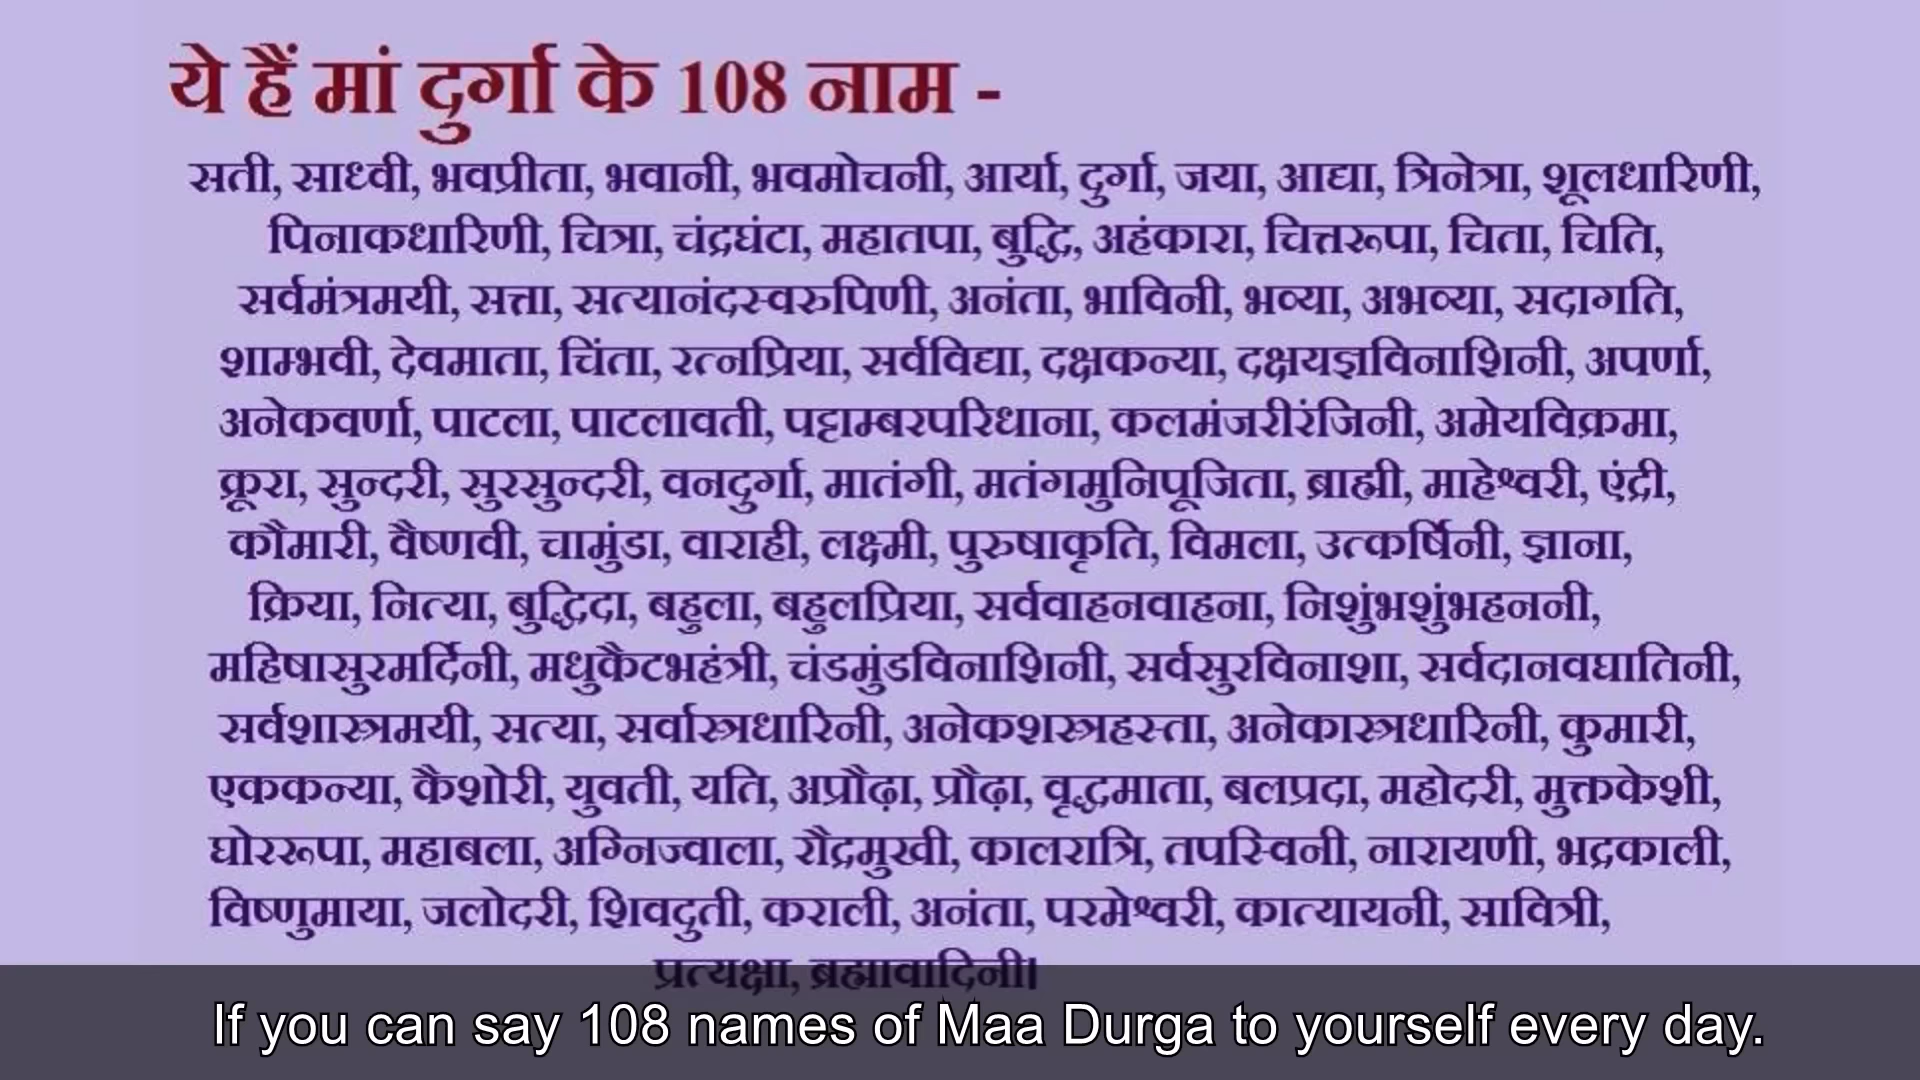 ये हैं मां दुर्गा के 108 नाम -
सती, साध्वी, भवप्रीता, भवानी, भवमोचनी, आर्या, दुर्गा, जया, आद्या, त्रिनेत्रा, शूलधारिणी,
पिनाकधारिणी, चित्रा, चंद्रघंटा, महातपा, बुद्धि, अहंकारा, चित्तरूपा, चिता, चिति,
सर्वमंत्रमयी, सत्ता, सत्यानंदस्वरुपिणी, अनंता, भाविनी, भव्या, अभव्या, सदागति,
शाम्भवी, देवमाता, चिंता, रत्नप्रिया, सर्वविद्या, दक्षकन्या, दक्षयज्ञविनाशिनी, अपर्णा,
अनेकवर्णा, पाटला, पाटलावती, पट्टाम्बरपरिधाना, कलमंजरीरंजिनी, अमेयविक्रमा,
क्रूरा, सुन्दरी, सुरसुन्दरी, वनदुर्गा, मातंगी, मतंगमुनिपूजिता, ब्राह्मी, माहेश्वरी, एंद्री,
कौमारी, वैष्णवी, चामुंडा, वाराही, लक्ष्मी, पुरुषाकृति, विमला, उत्कर्षिनी, ज्ञाना,
क्रिया, नित्या, बुद्धिदा, बहुला, बहुलप्रिया, सर्ववाहनवाहना, निशुंभशुंभहननी,
महिषासुरमर्दिनी, मधुकैटभहंत्री, चंडमुंडविनाशिनी, सर्वसुरविनाशा, सर्वदानवघातिनी,
सर्वशास्त्रमयी, सत्या, सर्वास्त्रधारिनी, अनेकशस्त्रहस्ता, अनेकास्त्रधारिनी, कुमारी,
एककन्या, कैशोरी, युवती, यति, अप्रौढ़ा, प्रौढ़ा, वृद्धमाता, बलप्रदा, महोदरी, मुक्तकेशी,
घोररूपा, महाबला, अग्निज्वाला, रौद्रमुखी, कालरात्रि, तपस्विनी, नारायणी, भद्रकाली,
विष्णुमाया, जलोदरी, शिवदुती, कराली, अनंता, परमेश्वरी, कात्यायनी, सावित्री,
प्रत्यक्षा, ब्रह्मावादिनी।
If you can say 108 names of Maa Durga to yourself every day.